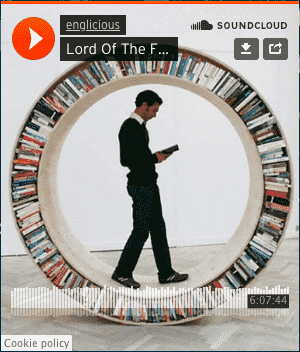 englicious
SOUNDCLOUD
Lord Of The F...
6:07:44
Cookie policy